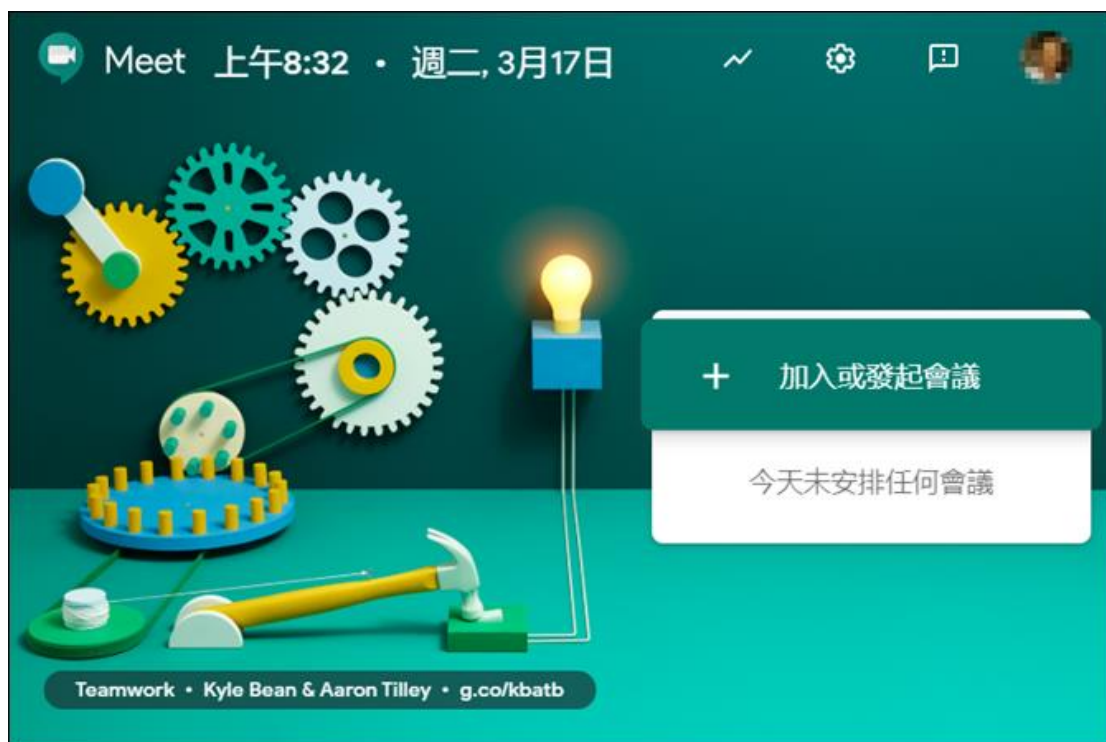 Meet 上午8:32 • 週二, 3月17日
加入或發起會議
今天未安排任何會議
Teamwork • Kyle Bean & Aaron Tilley • g.co/kbatb